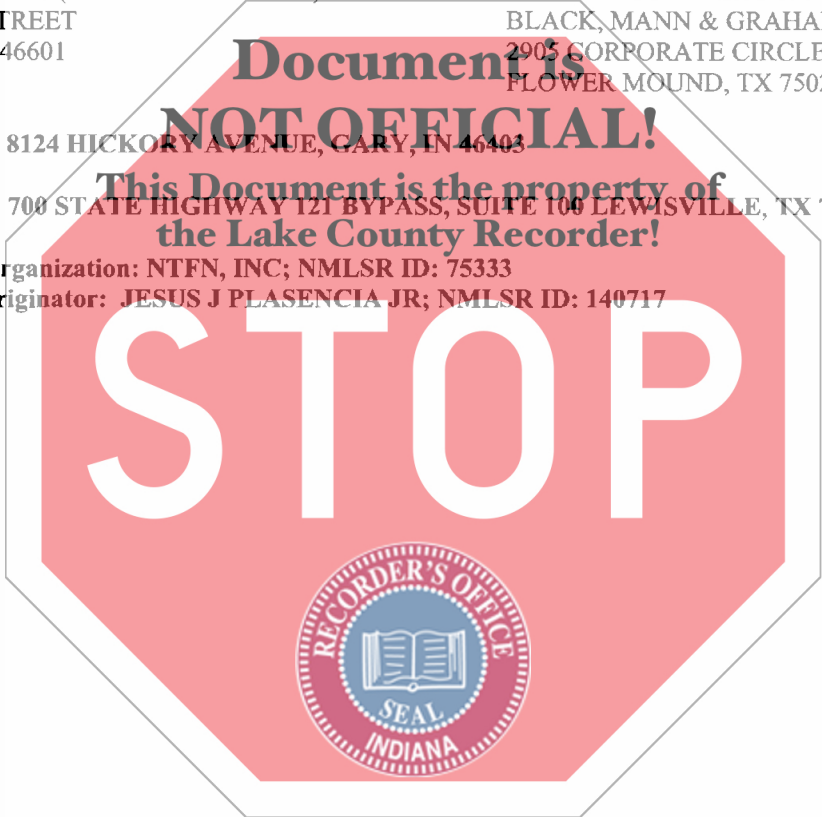 TREET
BLACK, MANN & GRAHA
46601
2905 CORPORATE CIRCLE
FLOWER MOUND, TX 750
Document is
NOT OFFICIAL!
8124 HICKORY AVENUE, GARY, IN 46403
This Document is the property of
700 STATE HIGHWAY 121 BYPASS, SUITE 100 LEWISVILLE, TX
the Lake County Recorder!
rganization: NTFN, INC; NMLSR ID: 75333
riginator: JESUS J PLASENCIA JR; NMLSR ID: 140717
STOP
RECORDER'S OFFICE
SEAL
INDIANA